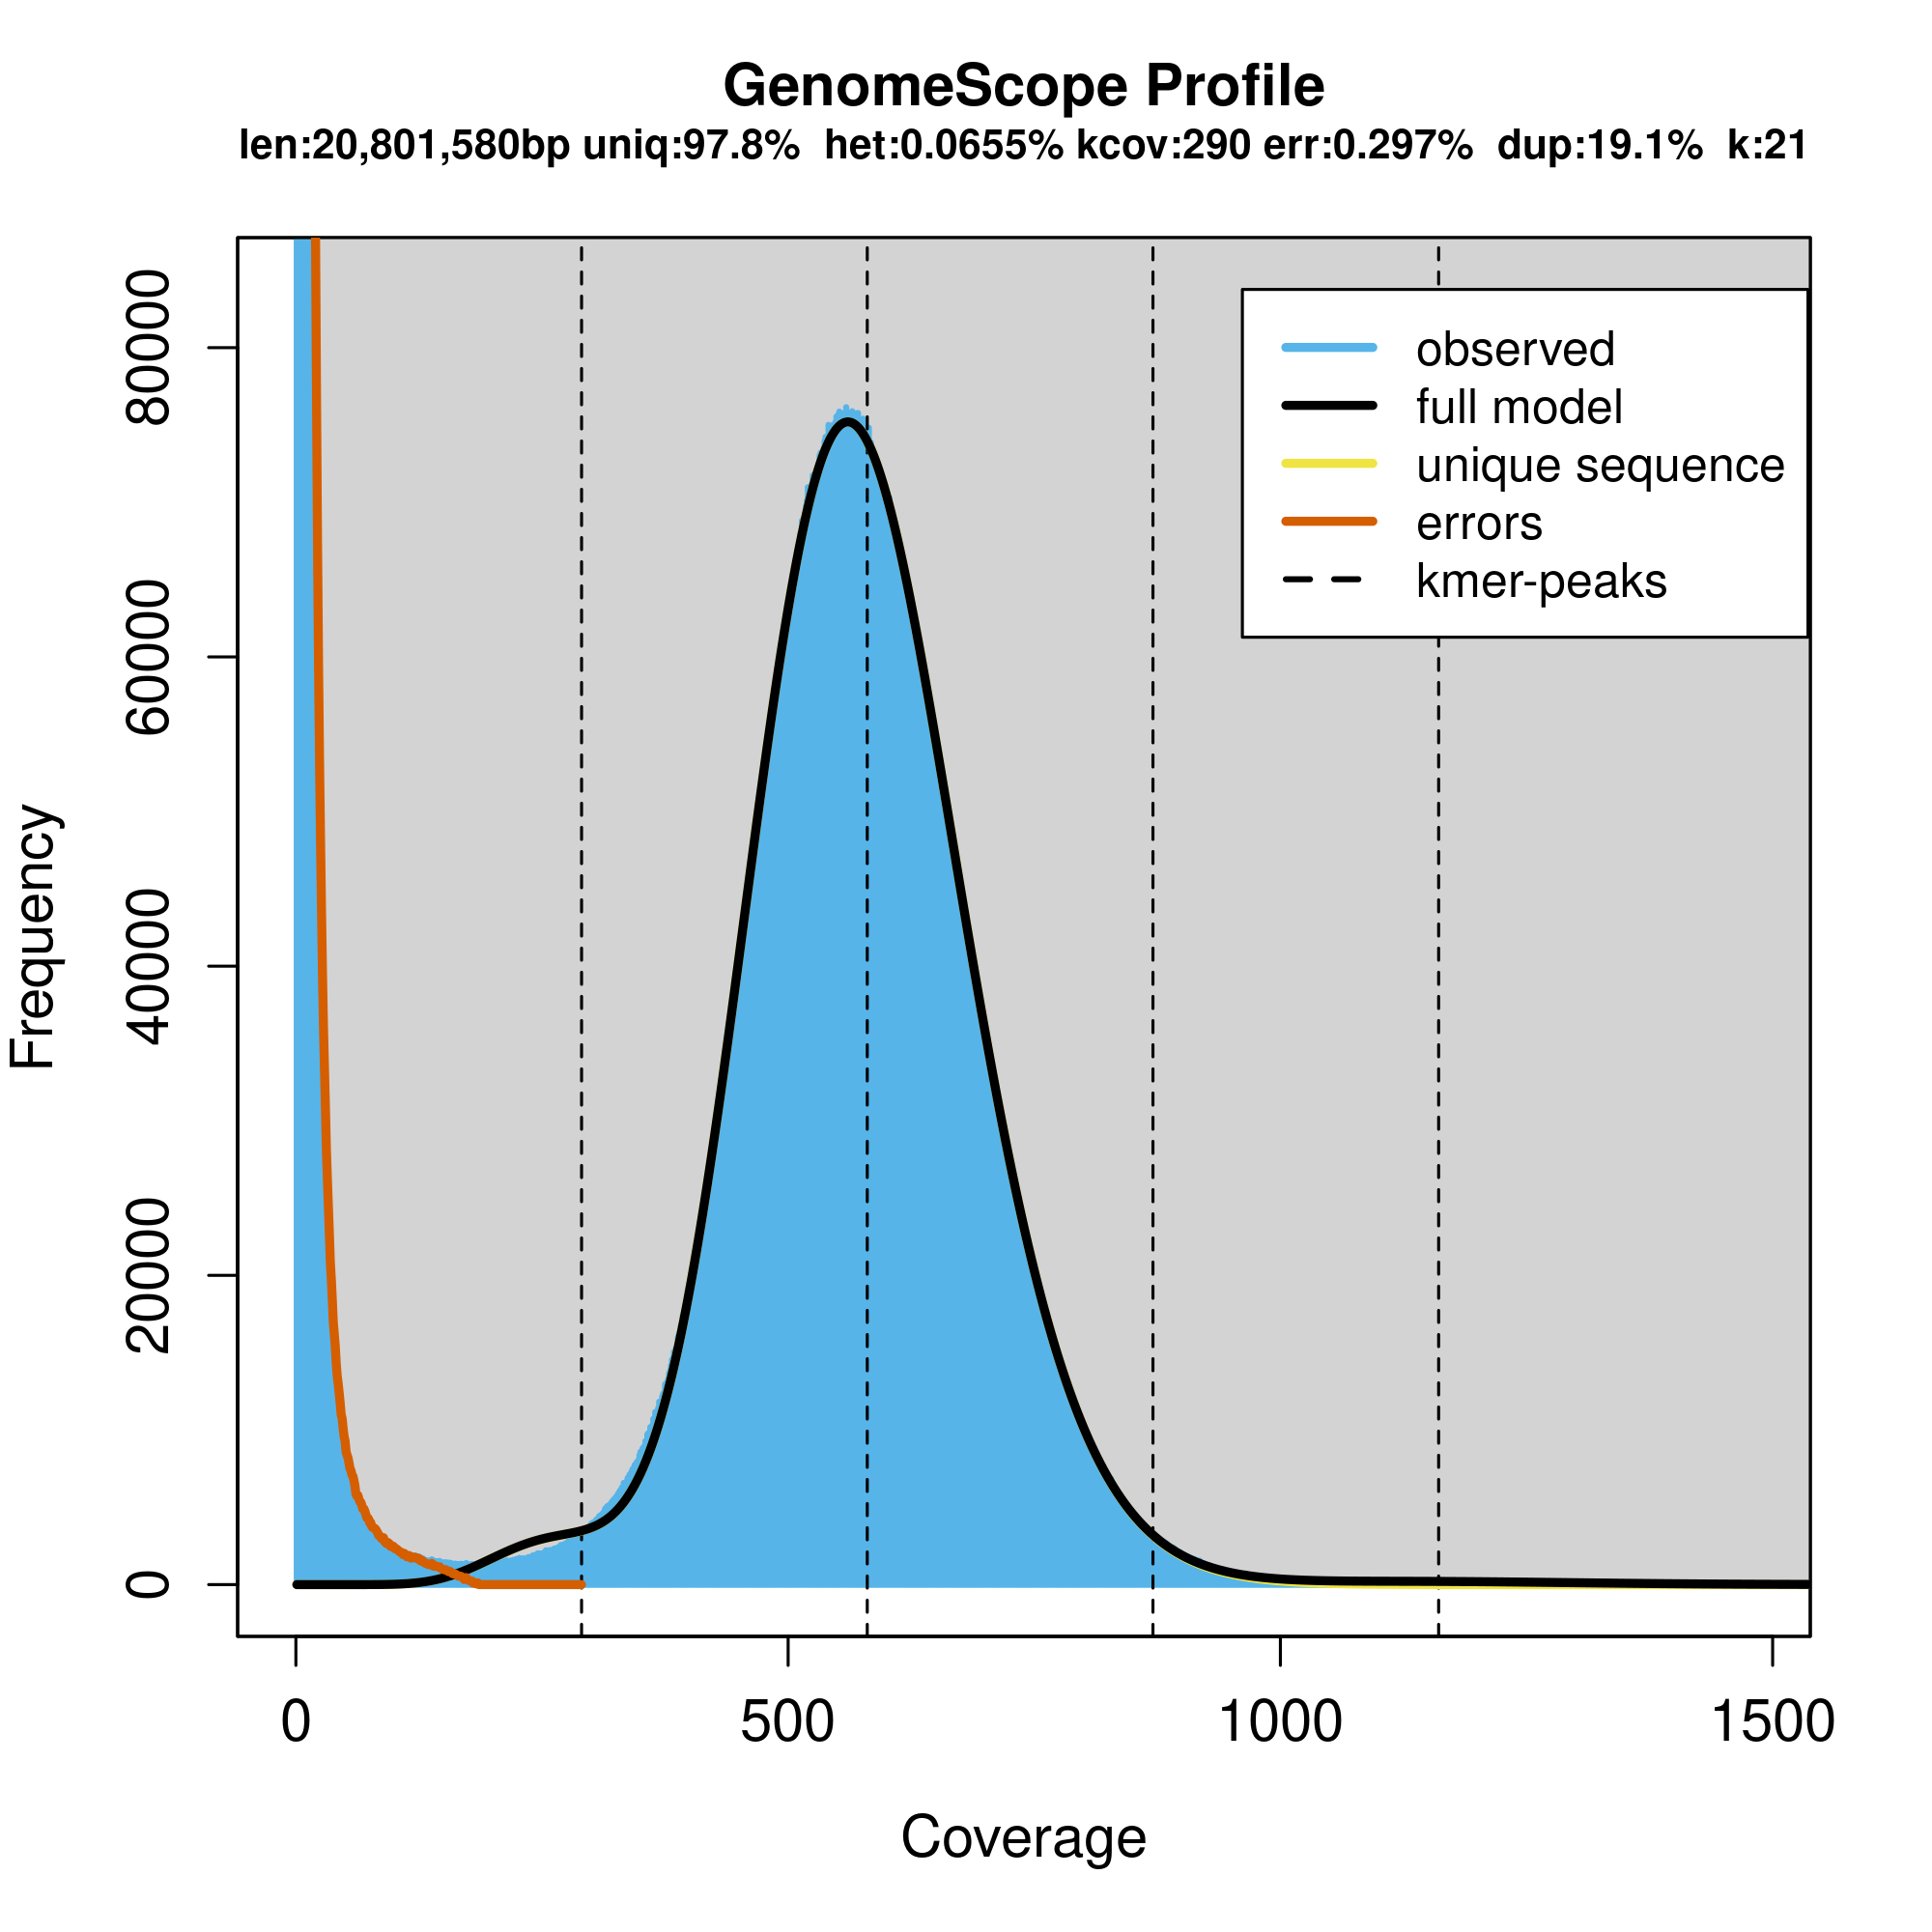 GenomeScope Profile
len:20,801,580bp uniq:97.8% het:0.0655% kcov:290 err:0.297% dup:19.1% k:21
observed
full model
unique sequence
errors
kmer-peaks
Frequency
80000
60000
40000
20000
0
0 500 1000 1500
Coverage